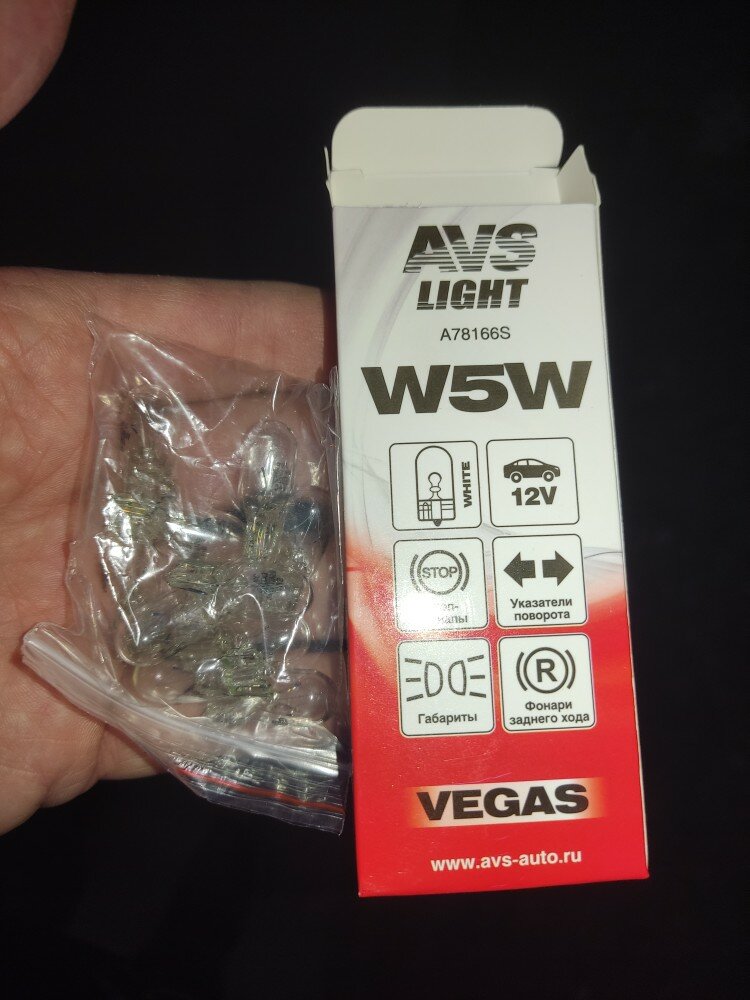 AVS
LIGHT
A78166S
W5W
WHITE
12V
STOP
Указатели
поворота
Габариты
R
Фонари
заднего хода
VEGAS
www.avs-auto.ru